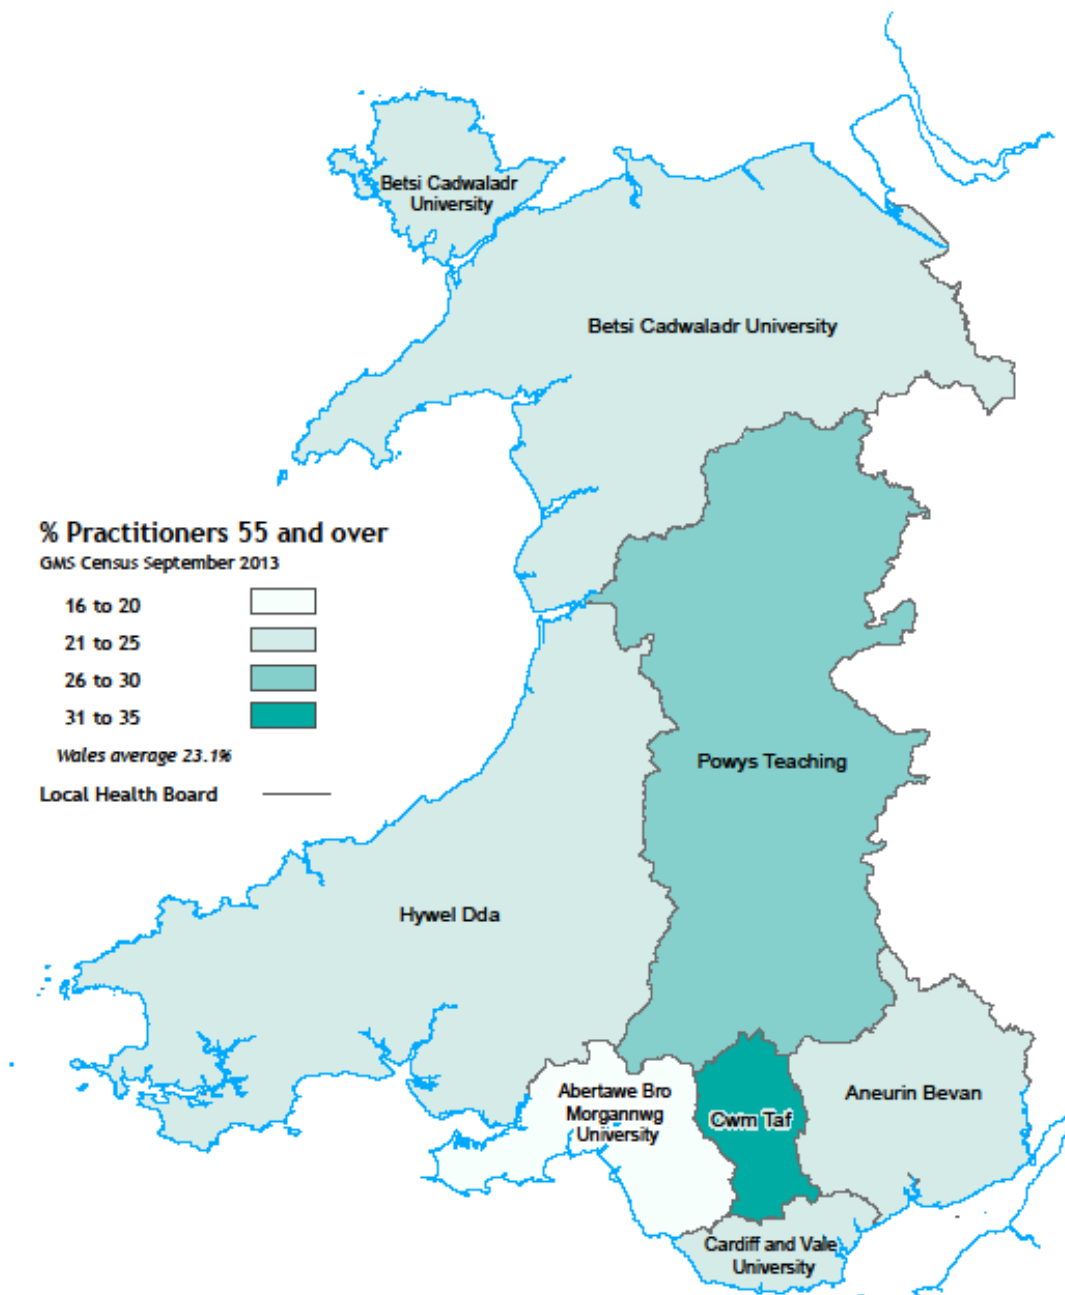 Betsi Cadwaladr
University
Betsi Cadwaladr University
% Practitioners 55 and over
GMS Census September 2013
16 to 20
21 to 25
26 to 30
31 to 35
Wales average 23.1%
Local Health Board
Powys Teaching
Hywel Dda
Abertawe Bro
Morgannwg
University
Cwm Taf
Aneurin Bevan
Cardiff and Vale
University